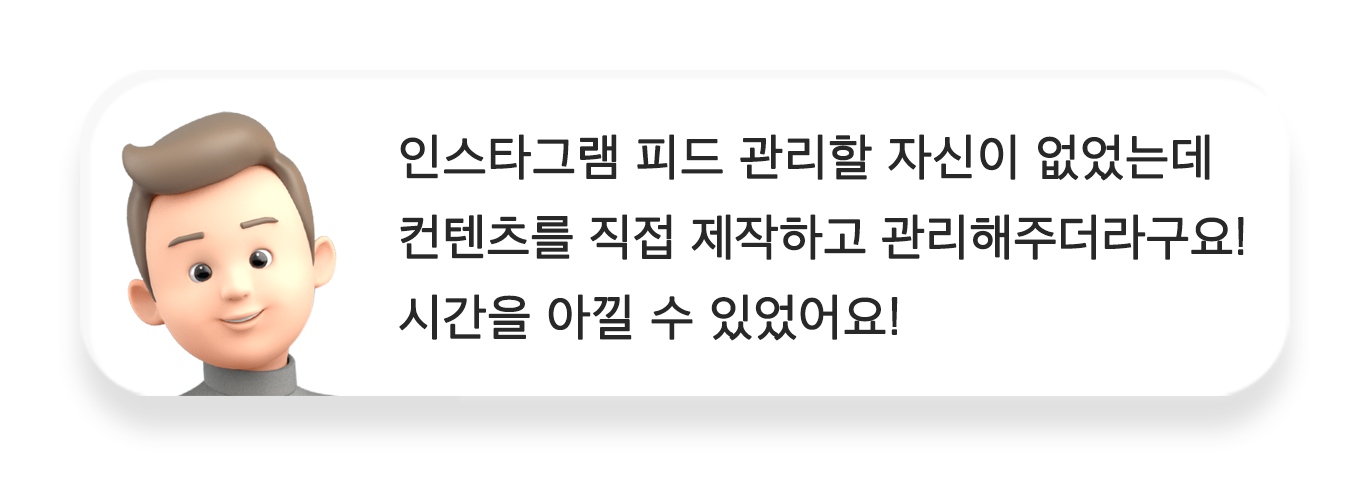 인스타그램 피드 관리할 자신이 없었는데
컨텐츠를 직접 제작하고 관리해주더라구요!
시간을 아낄 수 있었어요!